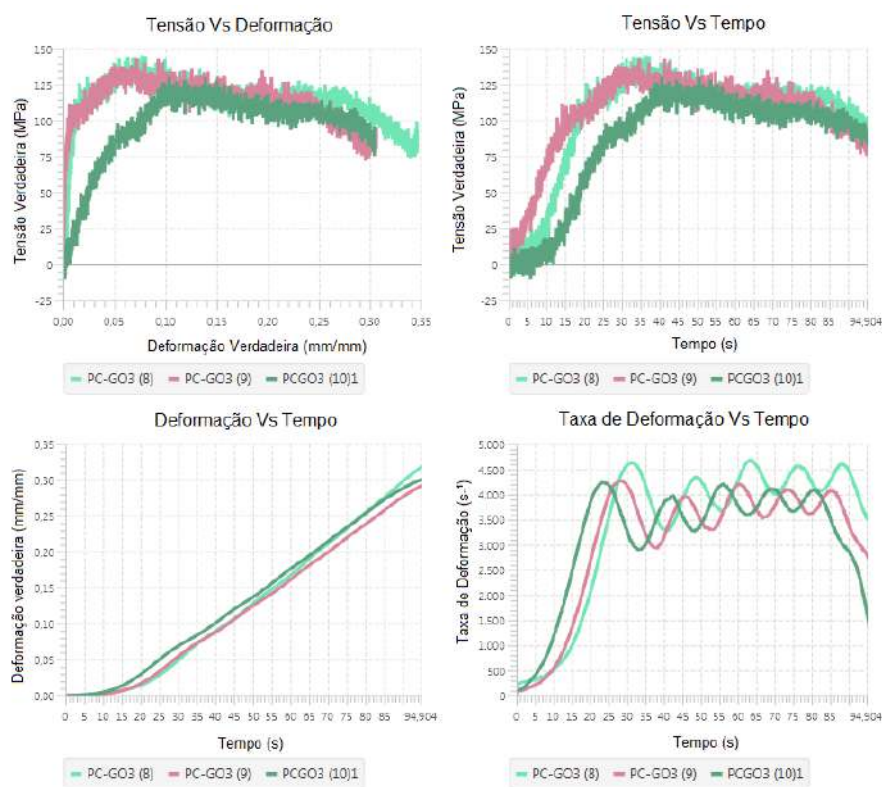 Tensão Vs Deformação
Tensão Verdadeira (MPa)
150
125
100
75
50
25
0
-25
0,00 0,05 0,10 0,15 0,20 0,25 0,30 0,35
Deformação Verdadeira (mm/mm)
PC-GO3 (8) PC-GO3 (9) PCGO3 (10)1
Tensão Vs Tempo
Tensão Verdadeira (MPa)
150
125
100
75
50
25
0
-25
0 5 10 15 20 25 30 35 40 45 50 55 60 65 70 75 80 85 94,904
Tempo (s)
PC-GO3 (8) PC-GO3 (9) PCGO3 (10)1
Deformação Vs Tempo
Deformação verdadeira (mm/mm)
0,35
0,30
0,25
0,20
0,15
0,10
0,05
0,00
0 5 10 15 20 25 30 35 40 45 50 55 60 65 70 75 80 85 94,904
Tempo (s)
PC-GO3 (8) PC-GO3 (9) PCGO3 (10)1
Taxa de Deformação Vs Tempo
Taxa de Deformação (s⁻¹)
5.000
4.500
4.000
3.500
3.000
2.500
2.000
1.500
1.000
500
0
0 5 10 15 20 25 30 35 40 45 50 55 60 65 70 75 80 85 94,904
Tempo (s)
PC-GO3 (8) PC-GO3 (9) PCGO3 (10)1